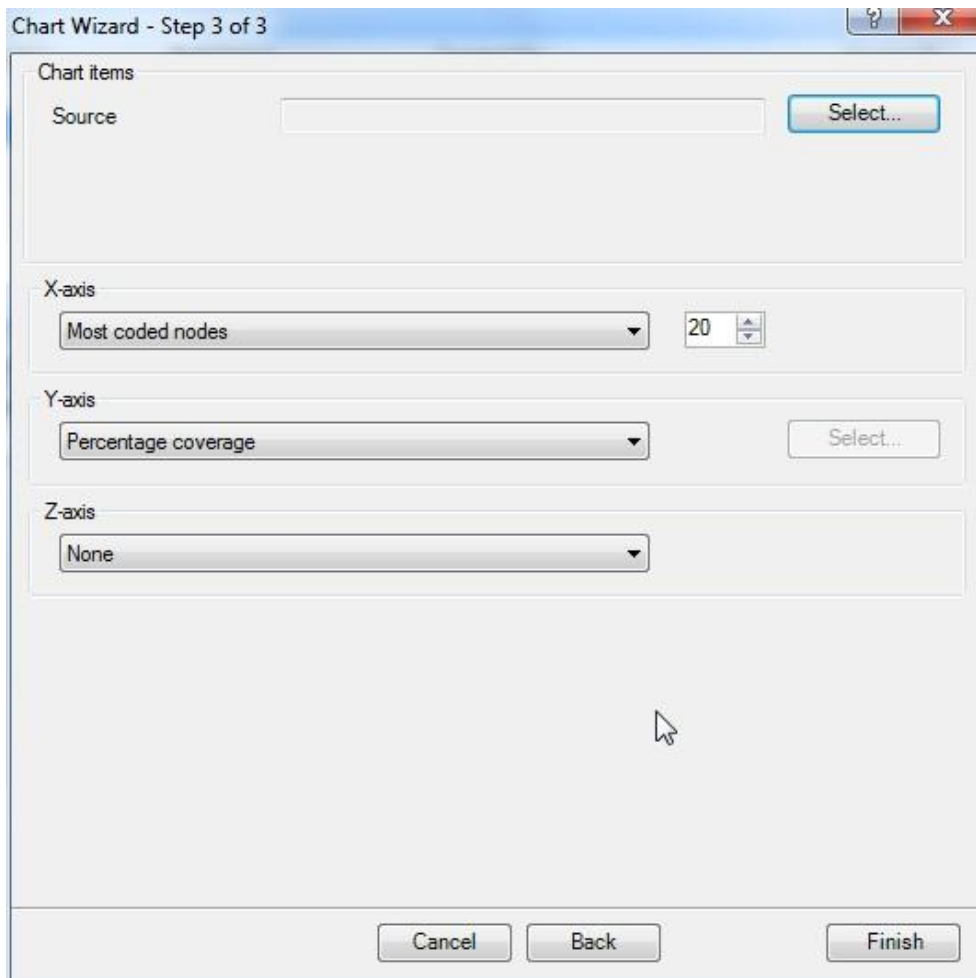 Chart Wizard - Step 3 of 3
?
Chart items
Source
Select...
X-axis
Most coded nodes
20
Y-axis
Percentage coverage
Select...
Z-axis
None
Cancel
Back
Finish